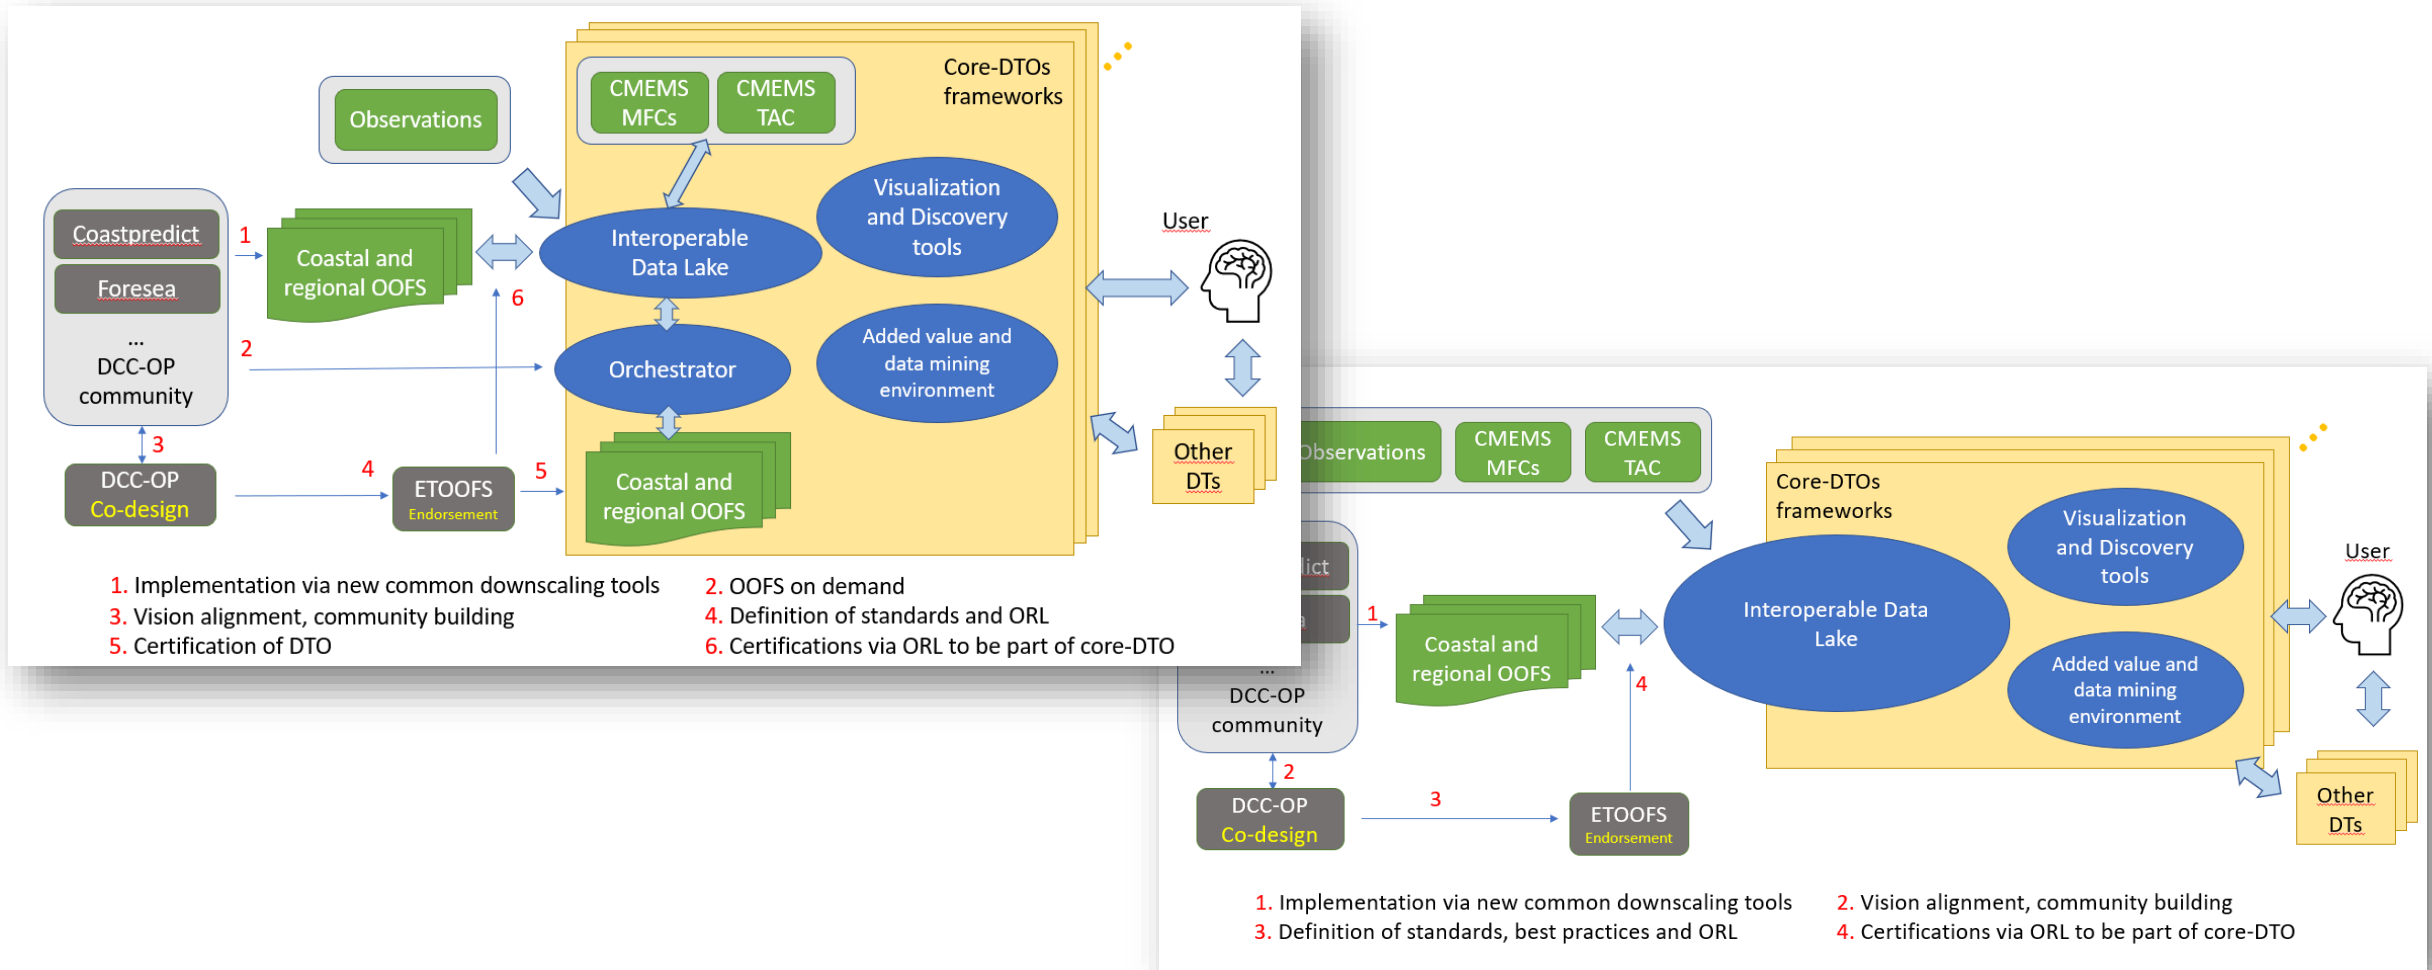 Core-DTOs
frameworks
CMEMS
MFCs
CMEMS
TAC
Observations
Visualization
and Discovery
tools
Coastpredict
Foresea
...
DCC-OP
community
1
Coastal and
regional OOFS
Interoperable
Data Lake
6
User
2
Orchestrator
Added value and
data mining
environment
3
DCC-OP
Co-design
4
ETOOFS
Endorsement
5
Coastal and
regional OOFS
Other
DTs
1. Implementation via new common downscaling tools
2. OOFS on demand
3. Vision alignment, community building
4. Definition of standards and ORL
5. Certification of DTO
6. Certifications via ORL to be part of core-DTO
Observations
CMEMS
MFCs
CMEMS
TAC
Core-DTOs
frameworks
Visualization
and Discovery
tools
User
1
Coastal and
regional OOFS
Interoperable Data
Lake
4
Added value and
data mining
environment
...
DCC-OP
community
2
DCC-OP
Co-design
3
ETOOFS
Endorsement
Other
DTs
1. Implementation via new common downscaling tools
2. Vision alignment, community building
3. Definition of standards, best practices and ORL
4. Certifications via ORL to be part of core-DTO